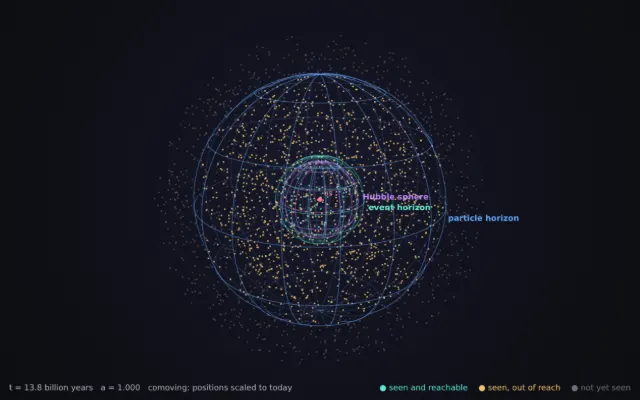 Hubble sphere
event horizon
particle horizon
t = 13.8 billion years   a = 1.000   comoving: positions scaled to today
seen and reachable   seen, out of reach   not yet seen